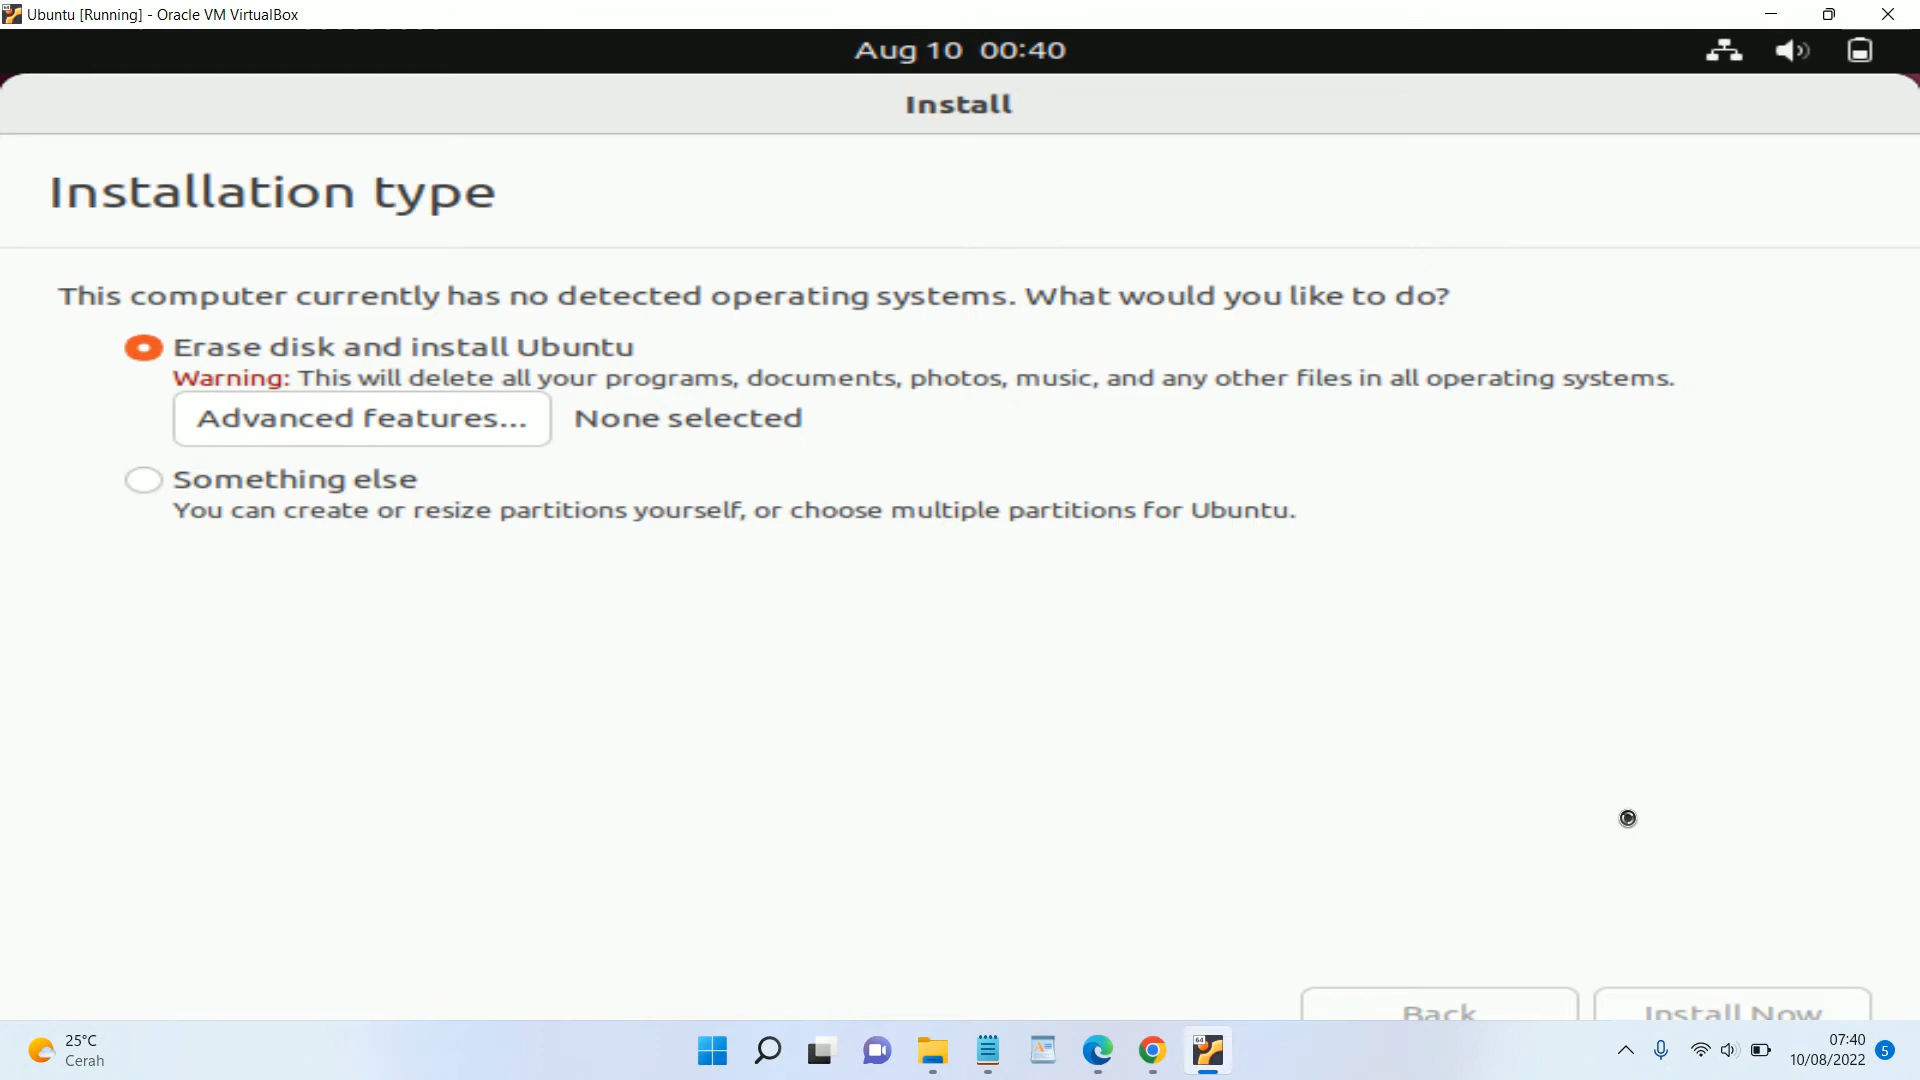 Ubuntu [Running] - Oracle VM VirtualBox
Aug 10 00:40
Install
Installation type
This computer currently has no detected operating systems. What would you like to do?
Erase disk and install Ubuntu
Warning: This will delete all your programs, documents, photos, music, and any other files in all operating systems.
Advanced features... None selected
Something else
You can create or resize partitions yourself, or choose multiple partitions for Ubuntu.
Back Install Now
25°C
Cerah
64
07:40
10/08/2022 5